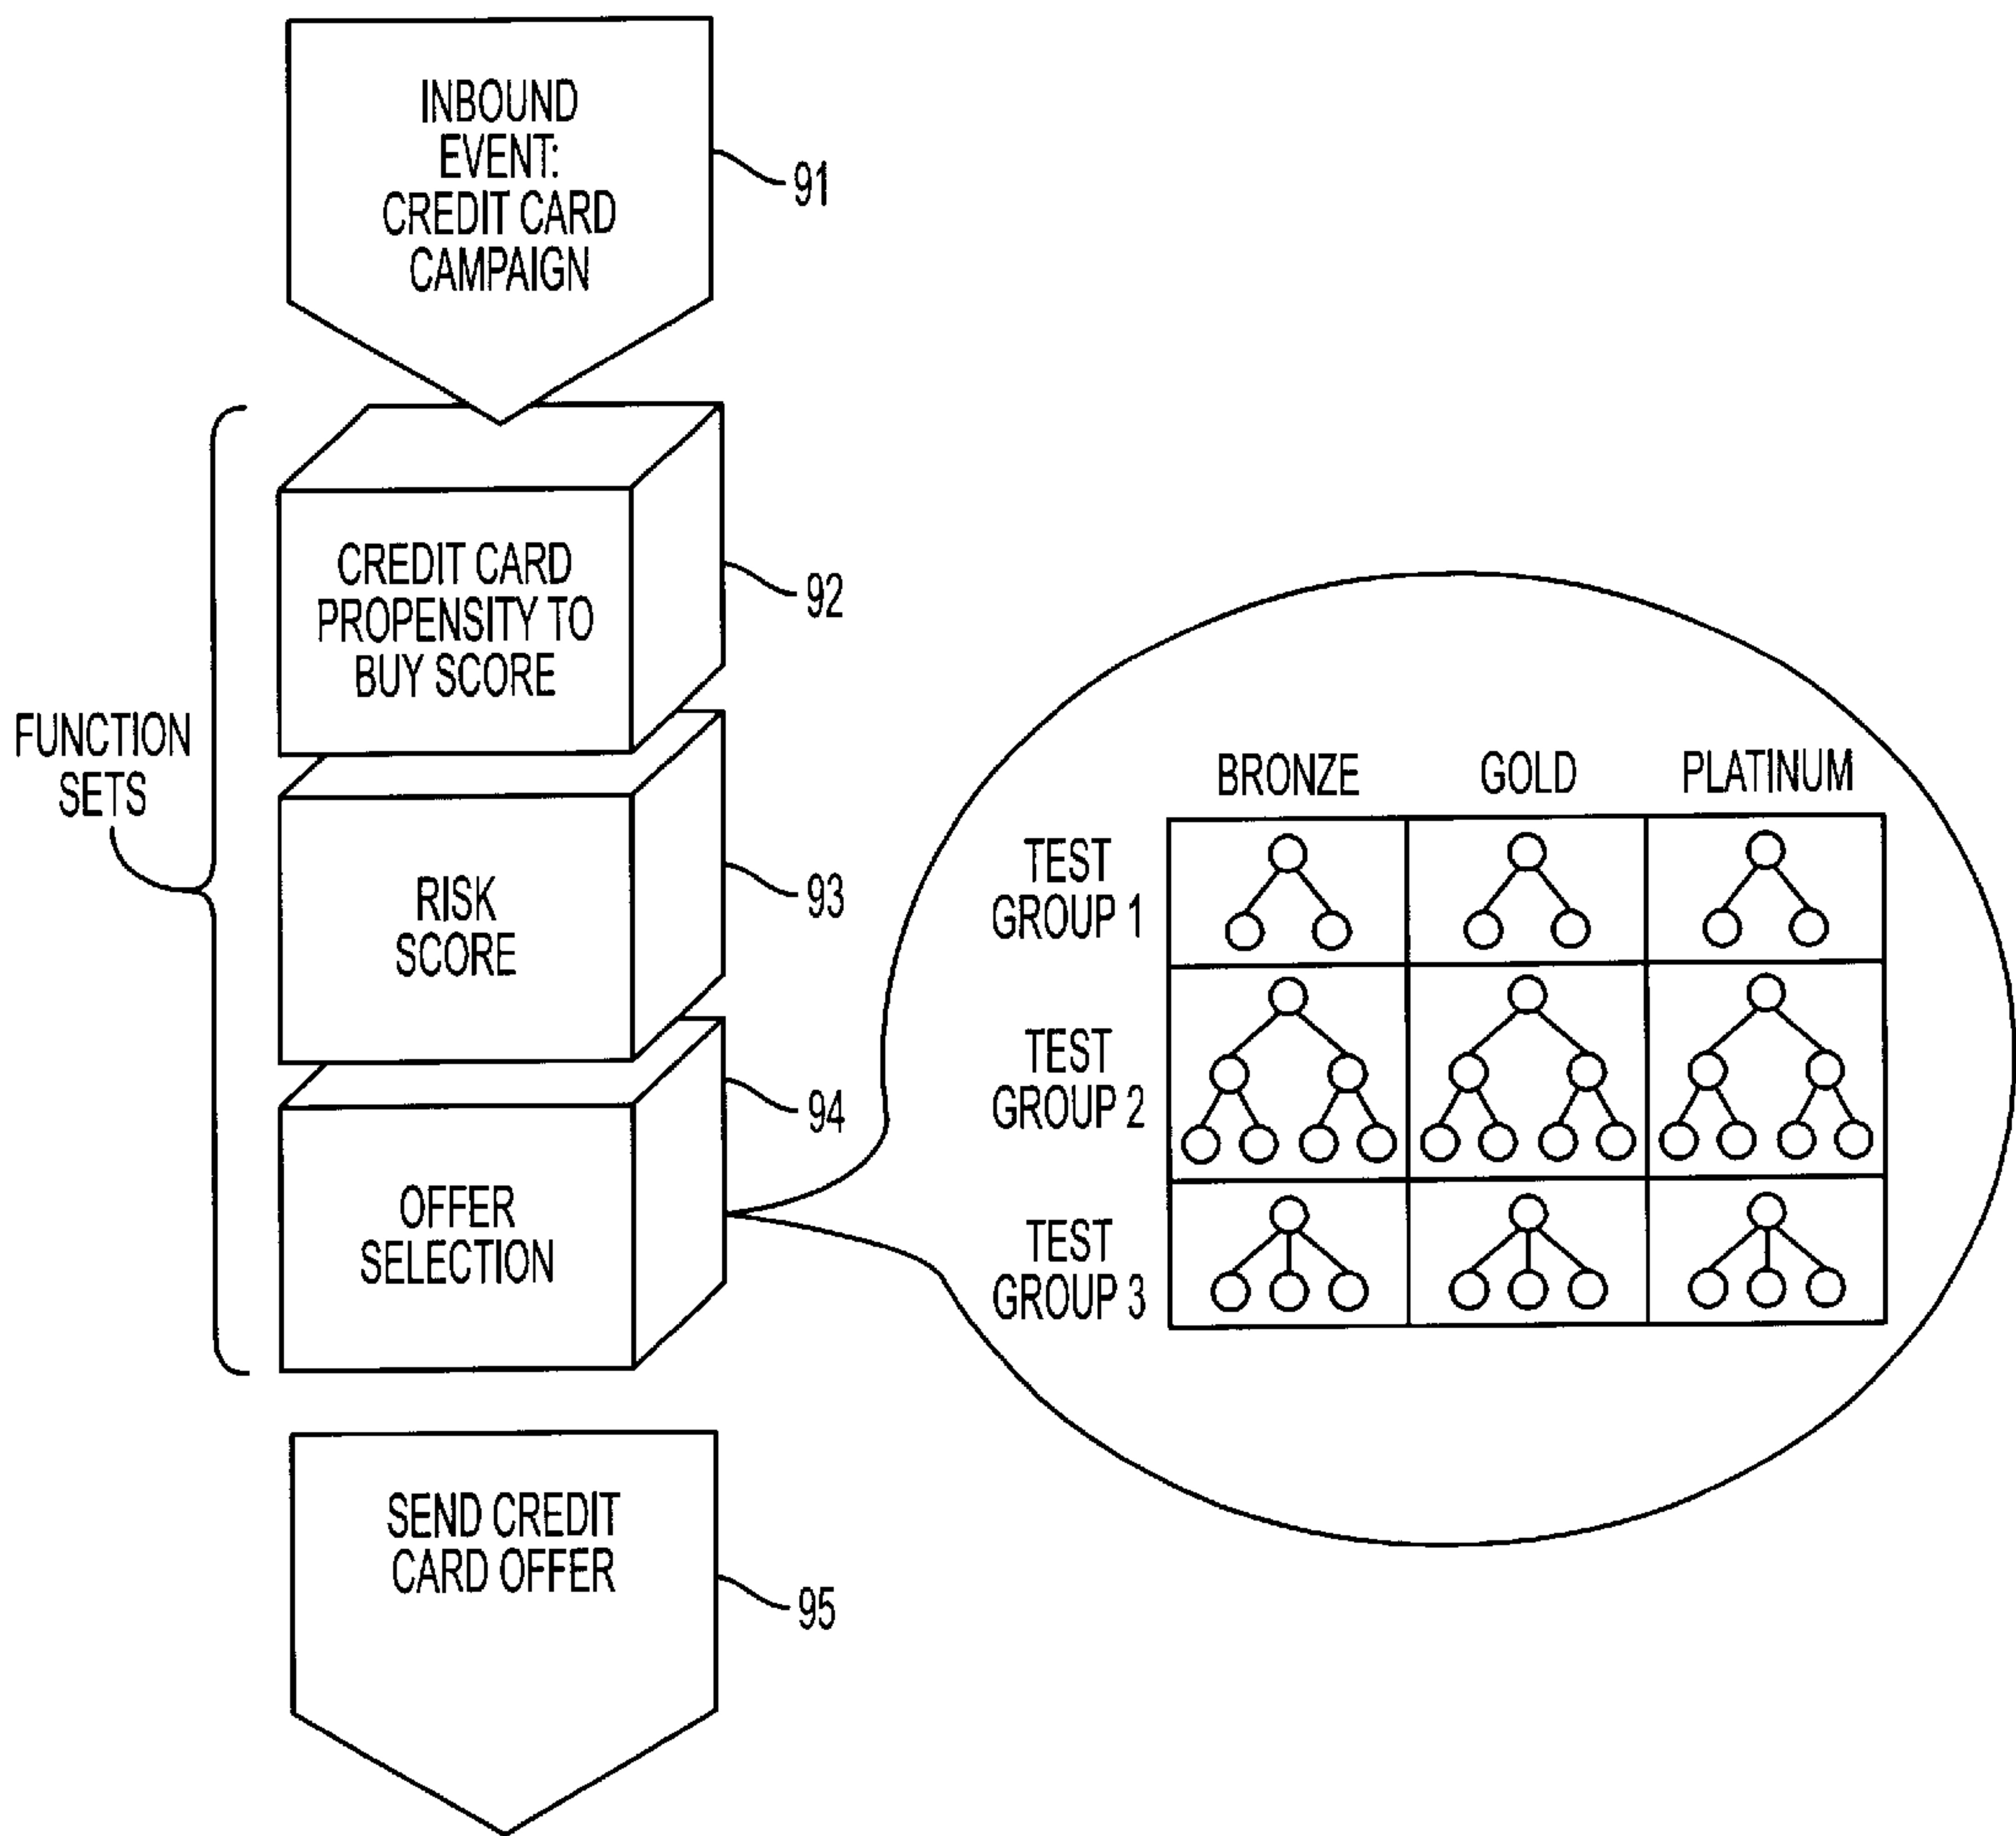 INBOUND
EVENT:
CREDIT CARD
CAMPAIGN
91
CREDIT CARD
PROPENSITY TO
BUY SCORE
92
FUNCTION
SETS
RISK
SCORE
93
OFFER
SELECTION
94
BRONZE GOLD PLATINUM
TEST
GROUP 1
TEST
GROUP 2
TEST
GROUP 3
SEND CREDIT
CARD OFFER
95